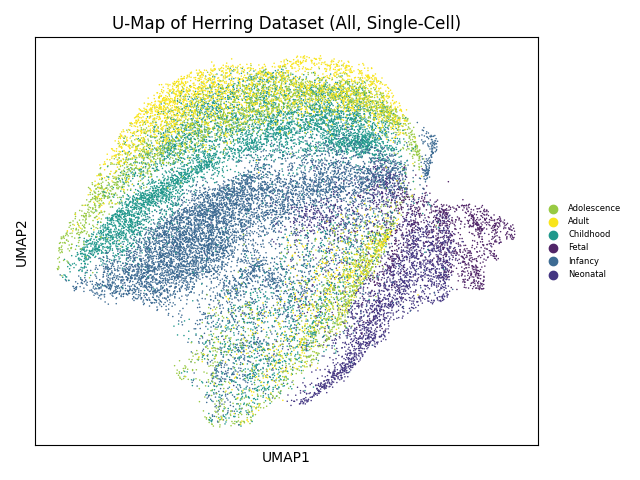 U-Map of Herring Dataset (All, Single-Cell)
UMAP2
UMAP1
Adolescence
Adult
Childhood
Fetal
Infancy
Neonatal